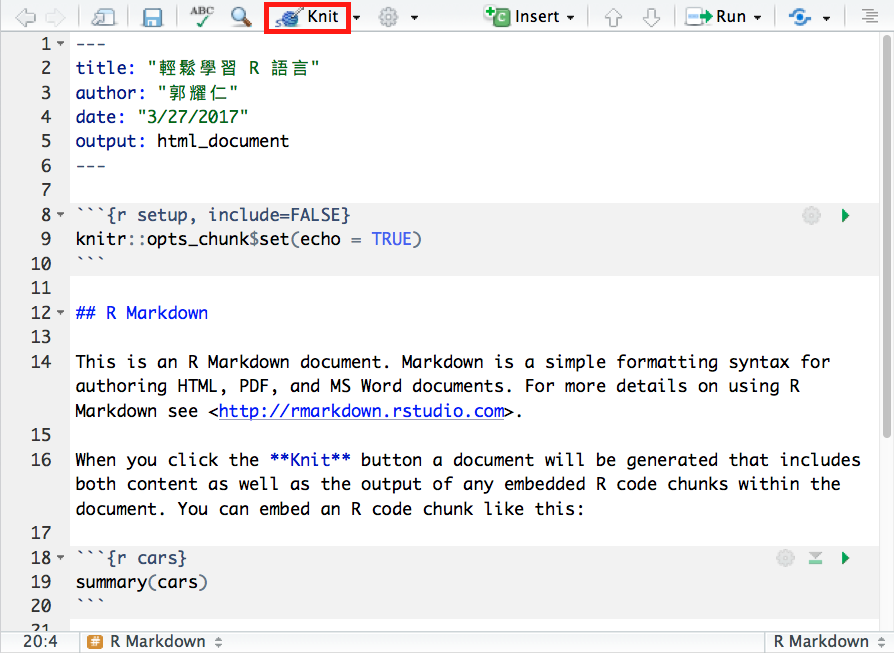 ABC Knit Insert Run
1 ---
2 title: "輕鬆學習 R 語言"
3 author: "郭耀仁"
4 date: "3/27/2017"
5 output: html_document
6 ---
7
8 ```{r setup, include=FALSE}
9 knitr::opts_chunk$set(echo = TRUE)
10 ```
11
12 ## R Markdown
13
14 This is an R Markdown document. Markdown is a simple formatting syntax for
authoring HTML, PDF, and MS Word documents. For more details on using R
Markdown see <http://rmarkdown.rstudio.com>.
15
16 When you click the **Knit** button a document will be generated that includes
both content as well as the output of any embedded R code chunks within the
document. You can embed an R code chunk like this:
17
18 ```{r cars}
19 summary(cars)
20 ```
21
20:4 # R Markdown R Markdown